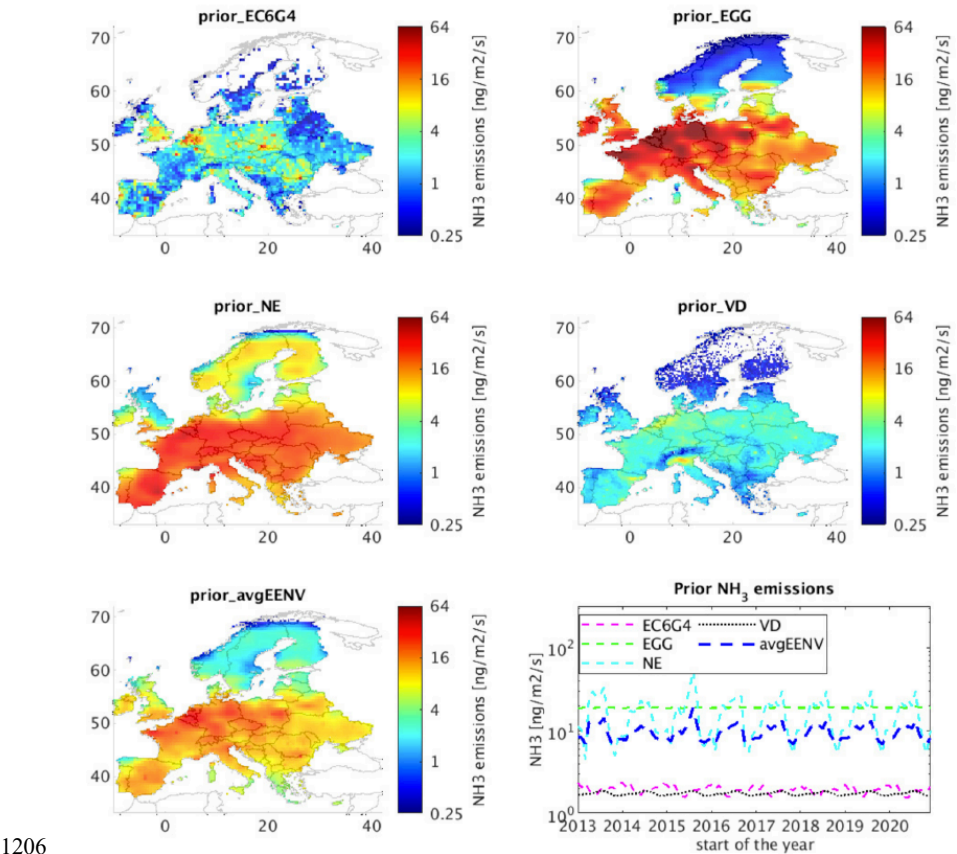 prior_EC6G4
70
60
50
40
0 20 40
64
16
4
1
0.25
NH3 emissions [ng/m2/s]
prior_EGG
70
60
50
40
0 20 40
64
16
4
1
0.25
NH3 emissions [ng/m2/s]
prior_NE
70
60
50
40
0 20 40
64
16
4
1
0.25
NH3 emissions [ng/m2/s]
prior_VD
70
60
50
40
0 20 40
64
16
4
1
0.25
NH3 emissions [ng/m2/s]
prior_avgEENV
70
60
50
40
0 20 40
64
16
4
1
0.25
NH3 emissions [ng/m2/s]
Prior NH₃ emissions
EC6G4 VD
EGG avgEENV
NE
10²
10¹
10⁰
NH3 [ng/m2/s]
2013 2014 2015 2016 2017 2018 2019 2020
start of the year
1206